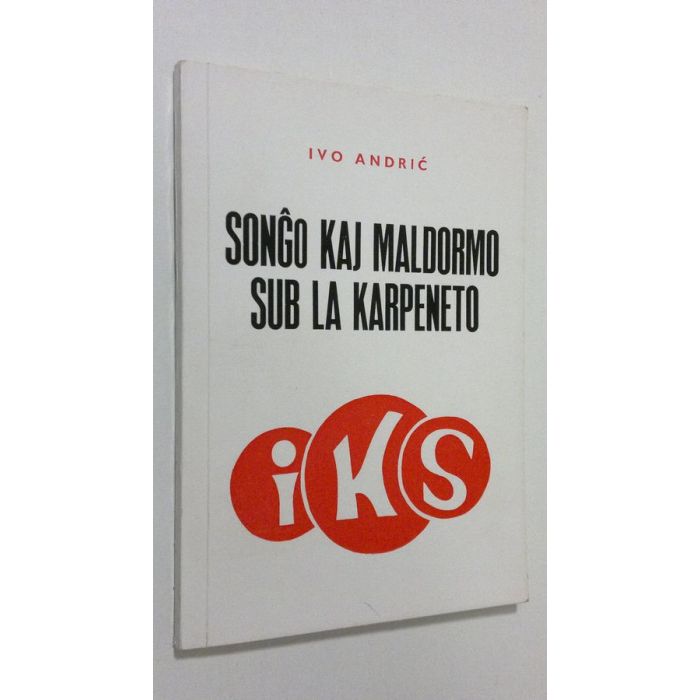 IVO ANDRIĆ
SONĜO KAJ MALDORMO
SUB LA KARPENETO
iKS